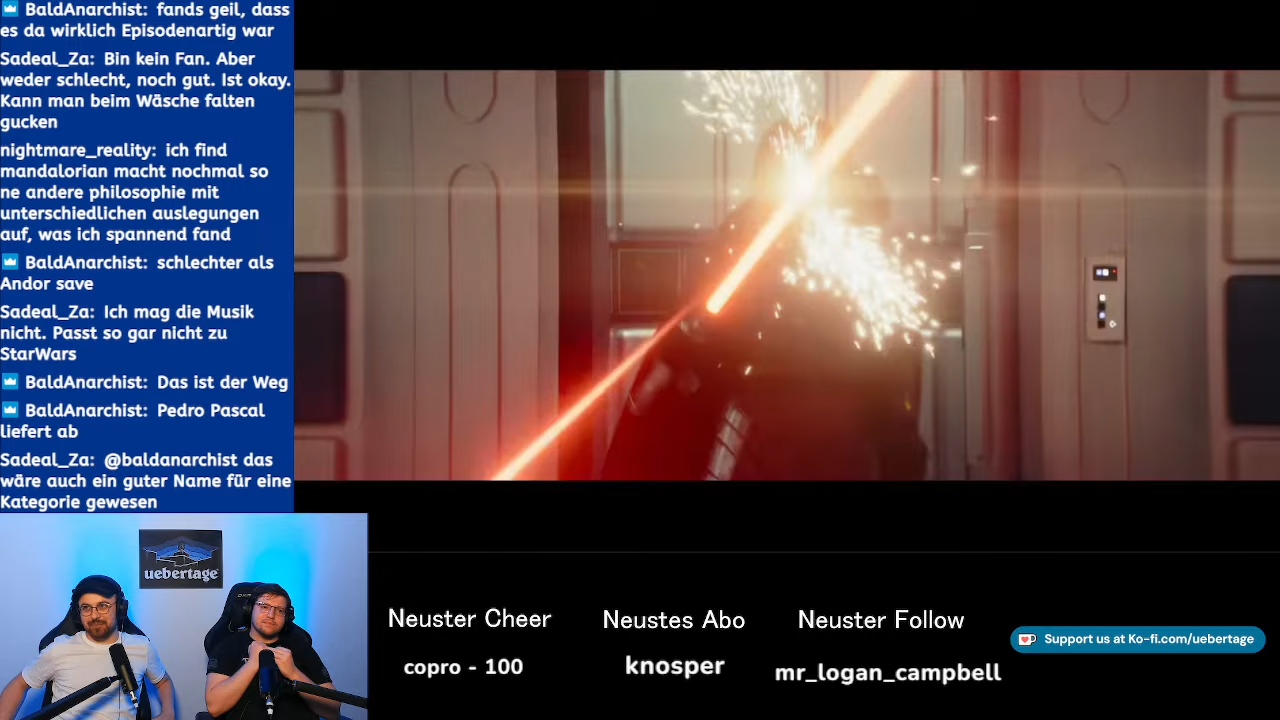 BaldAnarchist: fands geil, dass
es da wirklich Episodenartig war
Sadeal_Za: Bin kein Fan. Aber
weder schlecht, noch gut. Ist okay.
Kann man beim Wäsche falten
gucken
nightmare_reality: ich find
mandalorian macht nochmal so
ne andere philosophie mit
unterschiedlichen auslegungen
auf, was ich spannend fand
BaldAnarchist: schlechter als
Andor save
Sadeal_Za: Ich mag die Musik
nicht. Passt so gar nicht zu
StarWars
BaldAnarchist: Das ist der Weg
BaldAnarchist: Pedro Pascal
liefert ab
Sadeal_Za: @baldanarchist das
wäre auch ein guter Name für eine
Kategorie gewesen
uebertage
Neuster Cheer
copro - 100
Neustes Abo
knosper
Neuster Follow
mr_logan_campbell
Support us at Ko-fi.com/uebertage